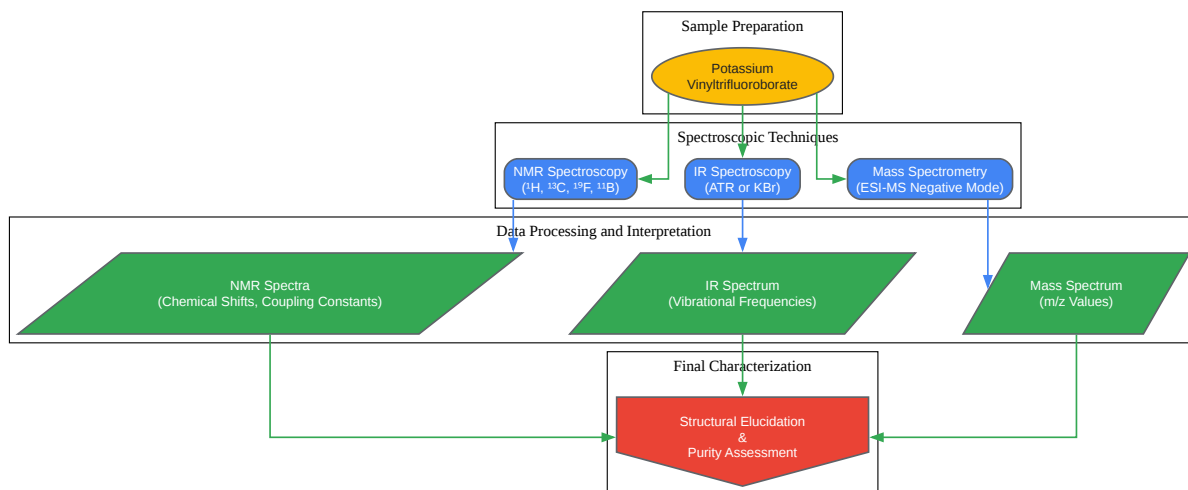 Sample Preparation
Potassium
Vinyltrifluoroborate
Spectroscopic Techniques
NMR Spectroscopy
(¹H, ¹³C, ¹⁹F, ¹¹B)
IR Spectroscopy
(ATR or KBr)
Mass Spectrometry
(ESI-MS Negative Mode)
Data Processing and Interpretation
NMR Spectra
(Chemical Shifts, Coupling Constants)
IR Spectrum
(Vibrational Frequencies)
Mass Spectrum
(m/z Values)
Final Characterization
Structural Elucidation
&
Purity Assessment